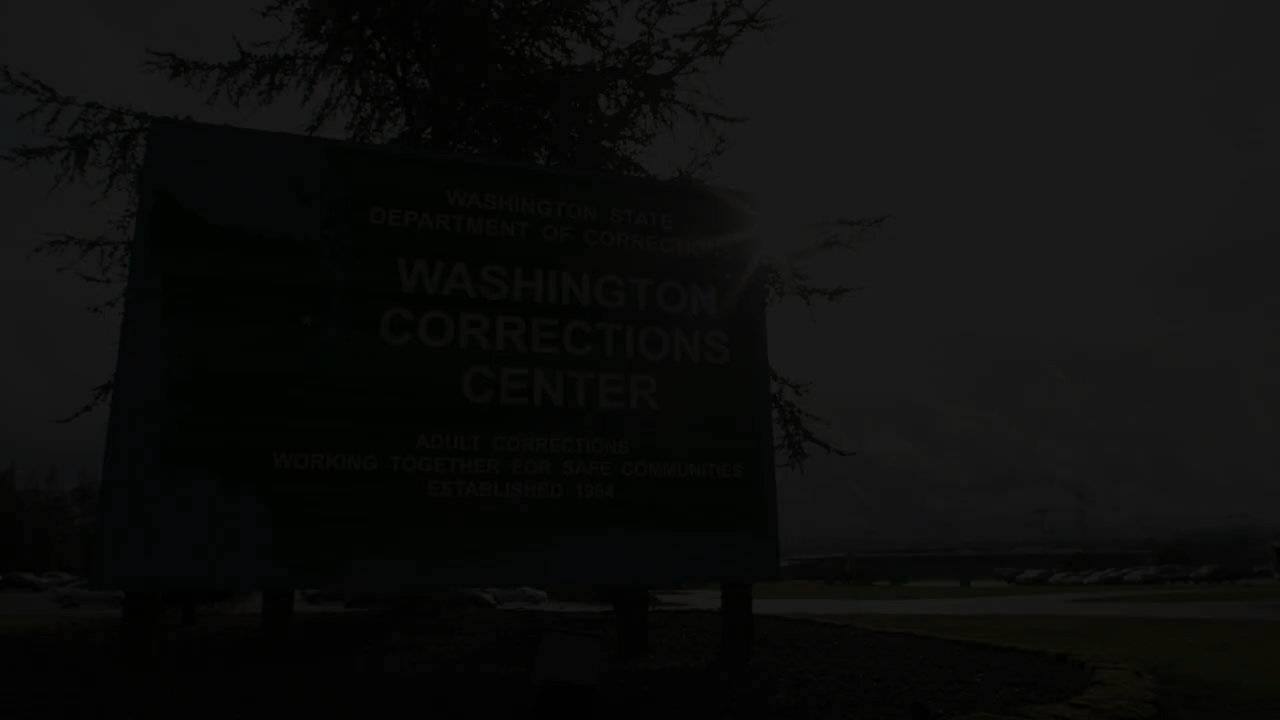 WASHINGTON STATE
DEPARTMENT OF CORRECTIONS
WASHINGTON
CORRECTIONS
CENTER
ADULT CORRECTIONS
WORKING TOGETHER FOR SAFE COMMUNITIES
ESTABLISHED 1964